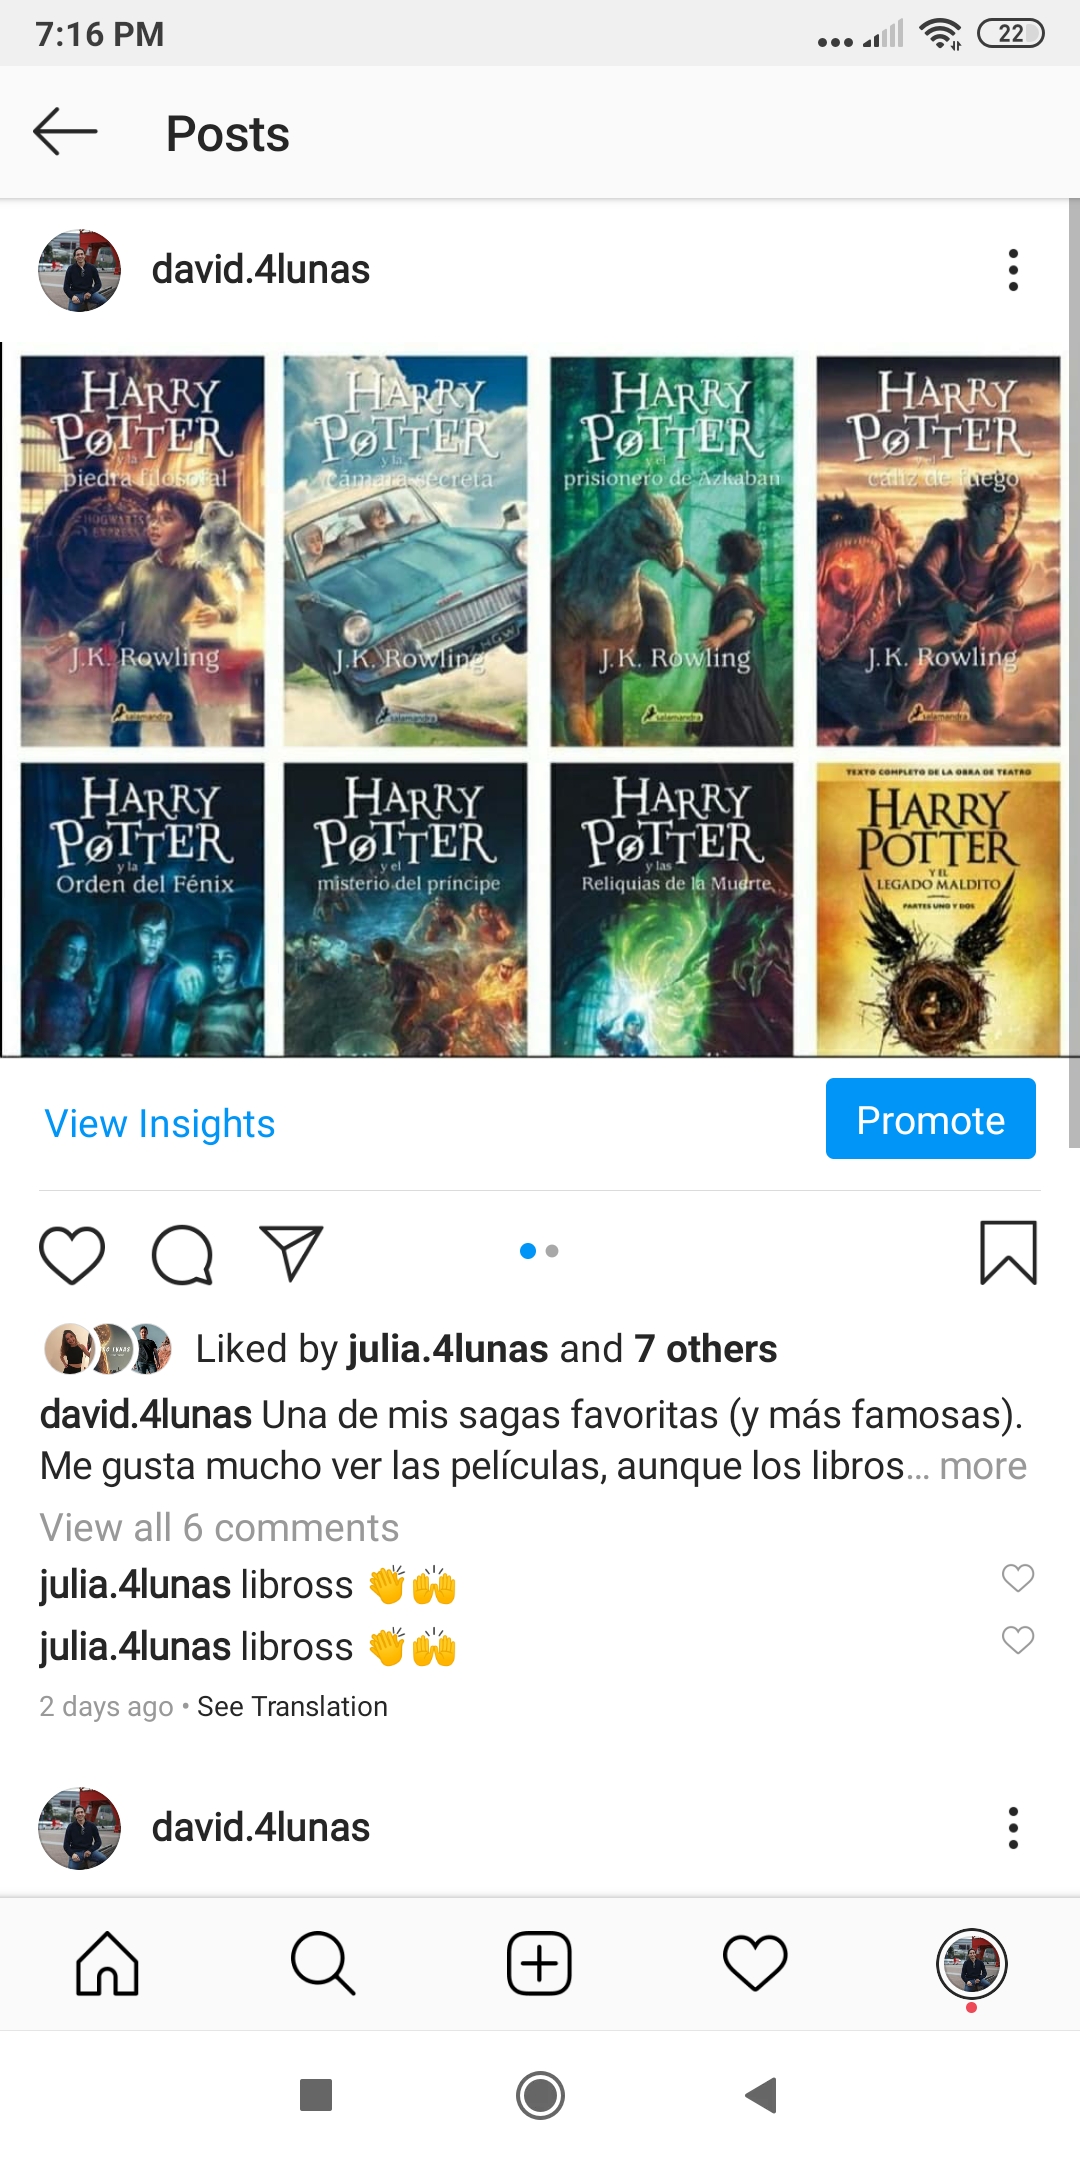 7:16 PM
22
Posts
david.4lunas
HARRY
POTTER
y la
piedra filosofal
HOGWARTS
EXPRESS
J.K. Rowling
salamandra
HARRY
POTTER
y la
cámara secreta
HGW
J.K. Rowling
salamandra
HARRY
POTTER
y el
prisionero de Azkaban
J.K. Rowling
salamandra
HARRY
POTTER
y el
cáliz de fuego
J.K. Rowling
salamandra
HARRY
POTTER
y la
Orden del Fénix
HARRY
POTTER
y el
misterio del príncipe
HARRY
POTTER
y las
Reliquias de la Muerte
TEXTO COMPLETO DE LA OBRA DE TEATRO
HARRY
POTTER
Y EL
LEGADO MALDITO
PARTES UNO Y DOS
View Insights
Promote
Liked by julia.4lunas and 7 others
david.4lunas Una de mis sagas favoritas (y más famosas).
Me gusta mucho ver las películas, aunque los libros... more
View all 6 comments
julia.4lunas libross 👏🙌
julia.4lunas libross 👏🙌
2 days ago • See Translation
david.4lunas